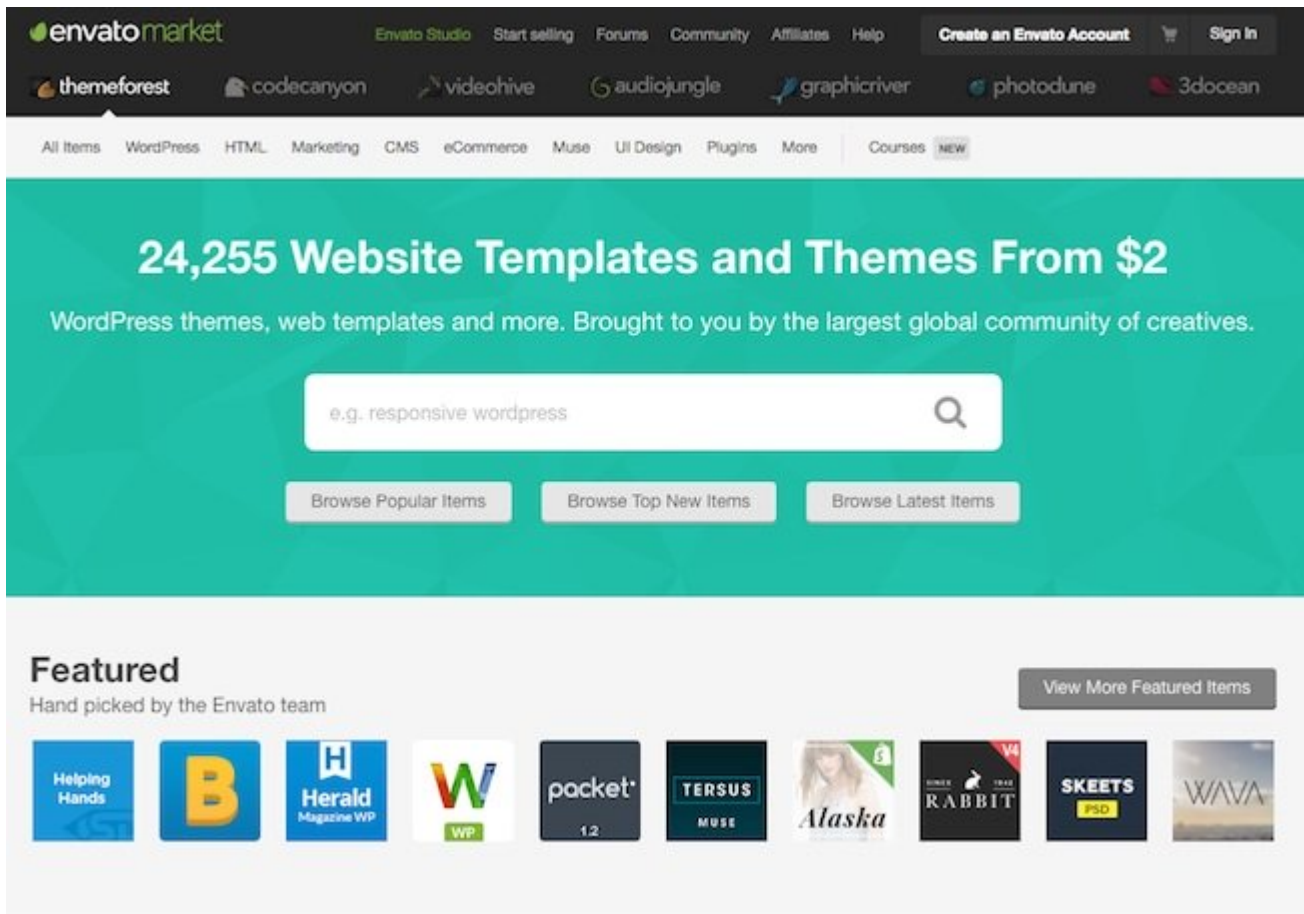 envatomarket Envato Studio Start selling Forums Community Affiliates Help Create an Envato Account Sign In
themeforest codecanyon videohive audiojungle graphicriver photodune 3docean
All Items WordPress HTML Marketing CMS eCommerce Muse UI Design Plugins More Courses NEW
24,255 Website Templates and Themes From $2
WordPress themes, web templates and more. Brought to you by the largest global community of creatives.
e.g. responsive wordpress
Browse Popular Items Browse Top New Items Browse Latest Items
Featured
Hand picked by the Envato team
View More Featured Items
Helping
Hands
B
H
Herald
Magazine WP
W
WP
packet
1.2
TERSUS
MUSE
Alaska
V4
RABBIT
SKEETS
PSD
WAVA